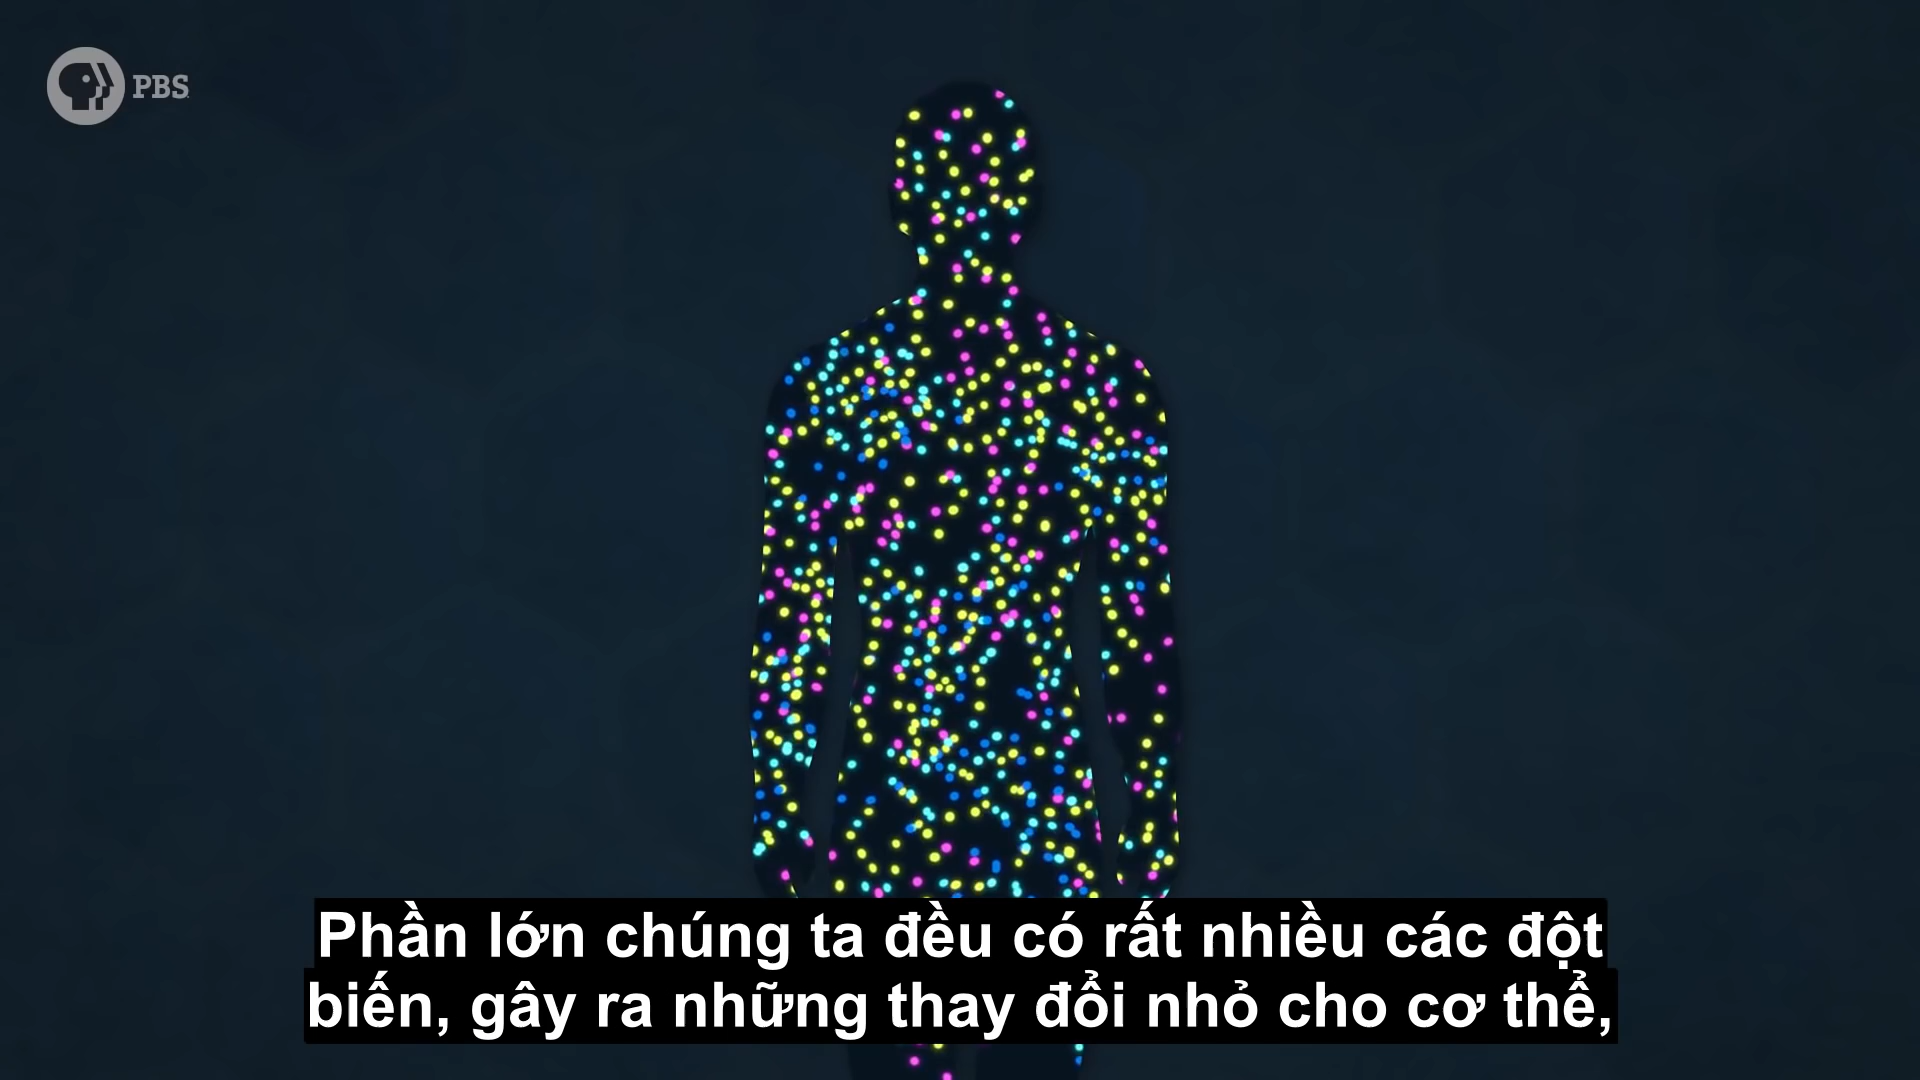 PBS
Phần lớn chúng ta đều có rất nhiều các đột
biến, gây ra những thay đổi nhỏ cho cơ thể,